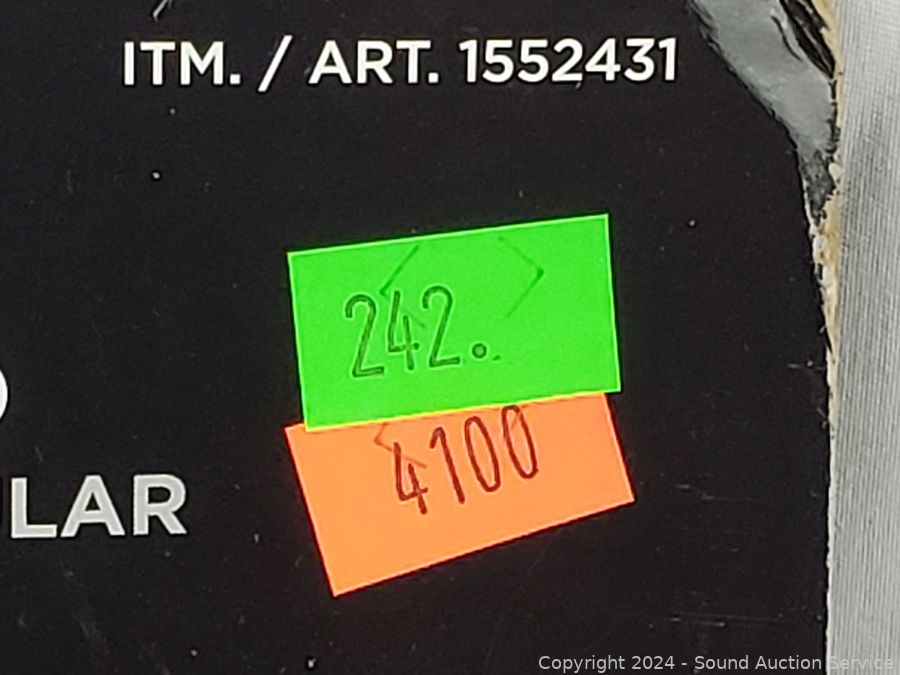 ITM. / ART. 1552431
242.
4100
LAR
Copyright 2024 - Sound Auction Service